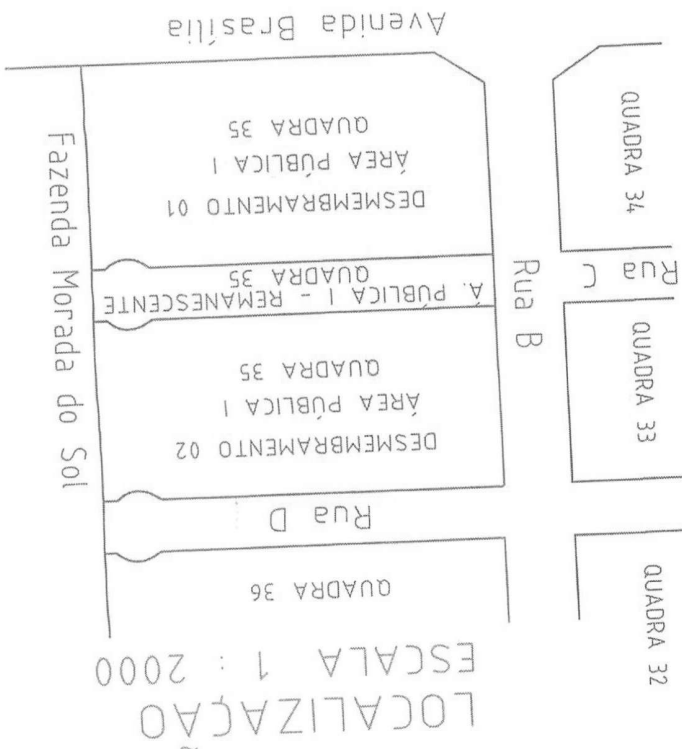 LOCALIZAÇÃO
ESCALA 1 : 2000
QUADRA 36
Rua D
DESMEMBRAMENTO 02
ÁREA PÚBLICA I
QUADRA 35
Á. PÚBLICA I - REMANESCENTE
QUADRA 35
DESMEMBRAMENTO 01
ÁREA PÚBLICA I
QUADRA 35
Avenida Brasília
Fazenda Morada do Sol
Rua B
Rua C
QUADRA 32
QUADRA 33
QUADRA 34